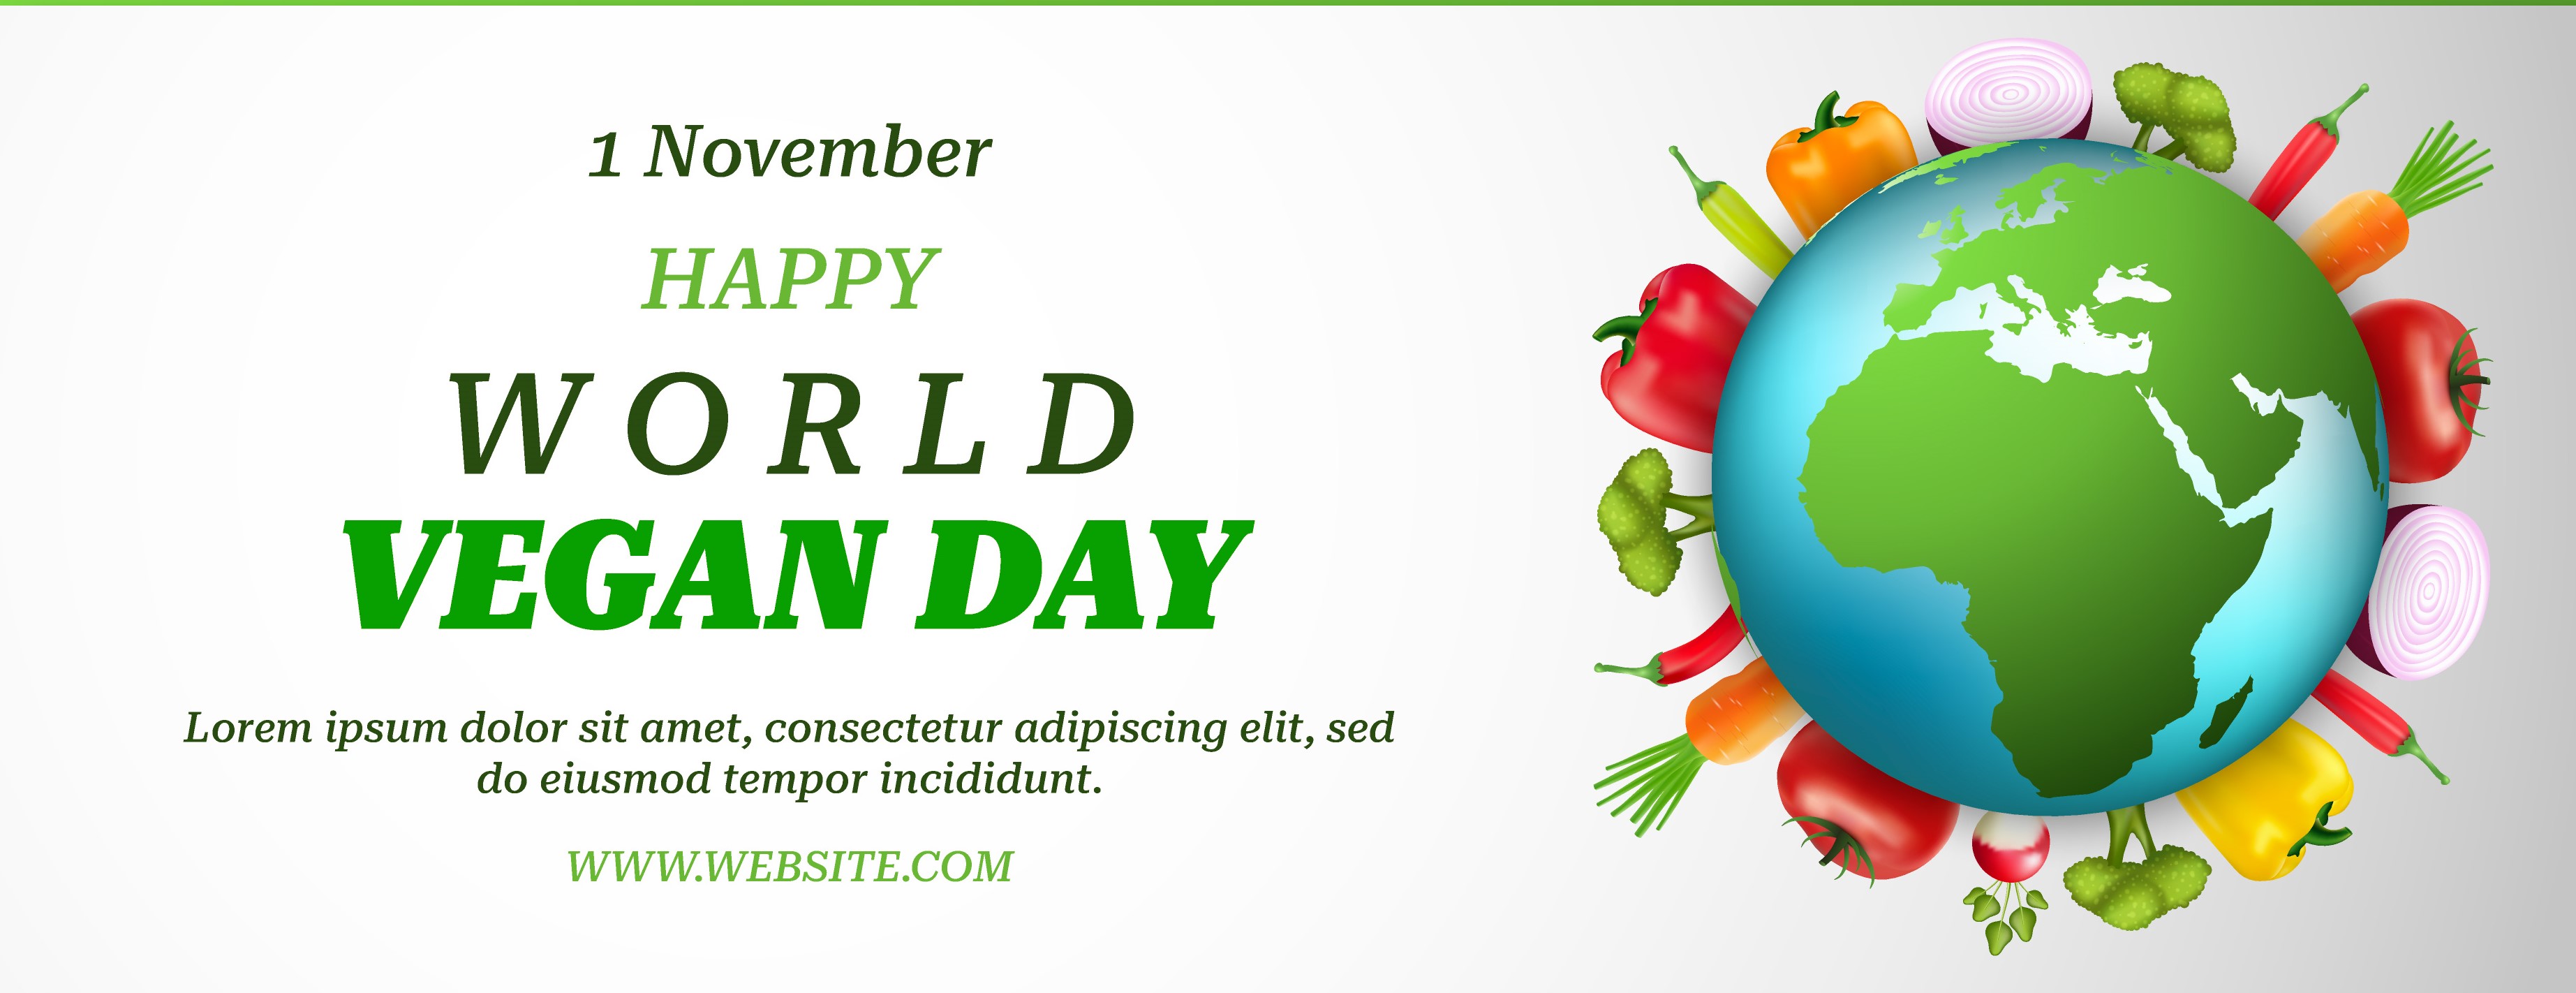 1 November
HAPPY
WORLD
VEGAN DAY
Lorem ipsum dolor sit amet, consectetur adipiscing elit, sed
do eiusmod tempor incididunt.
WWW.WEBSITE.COM